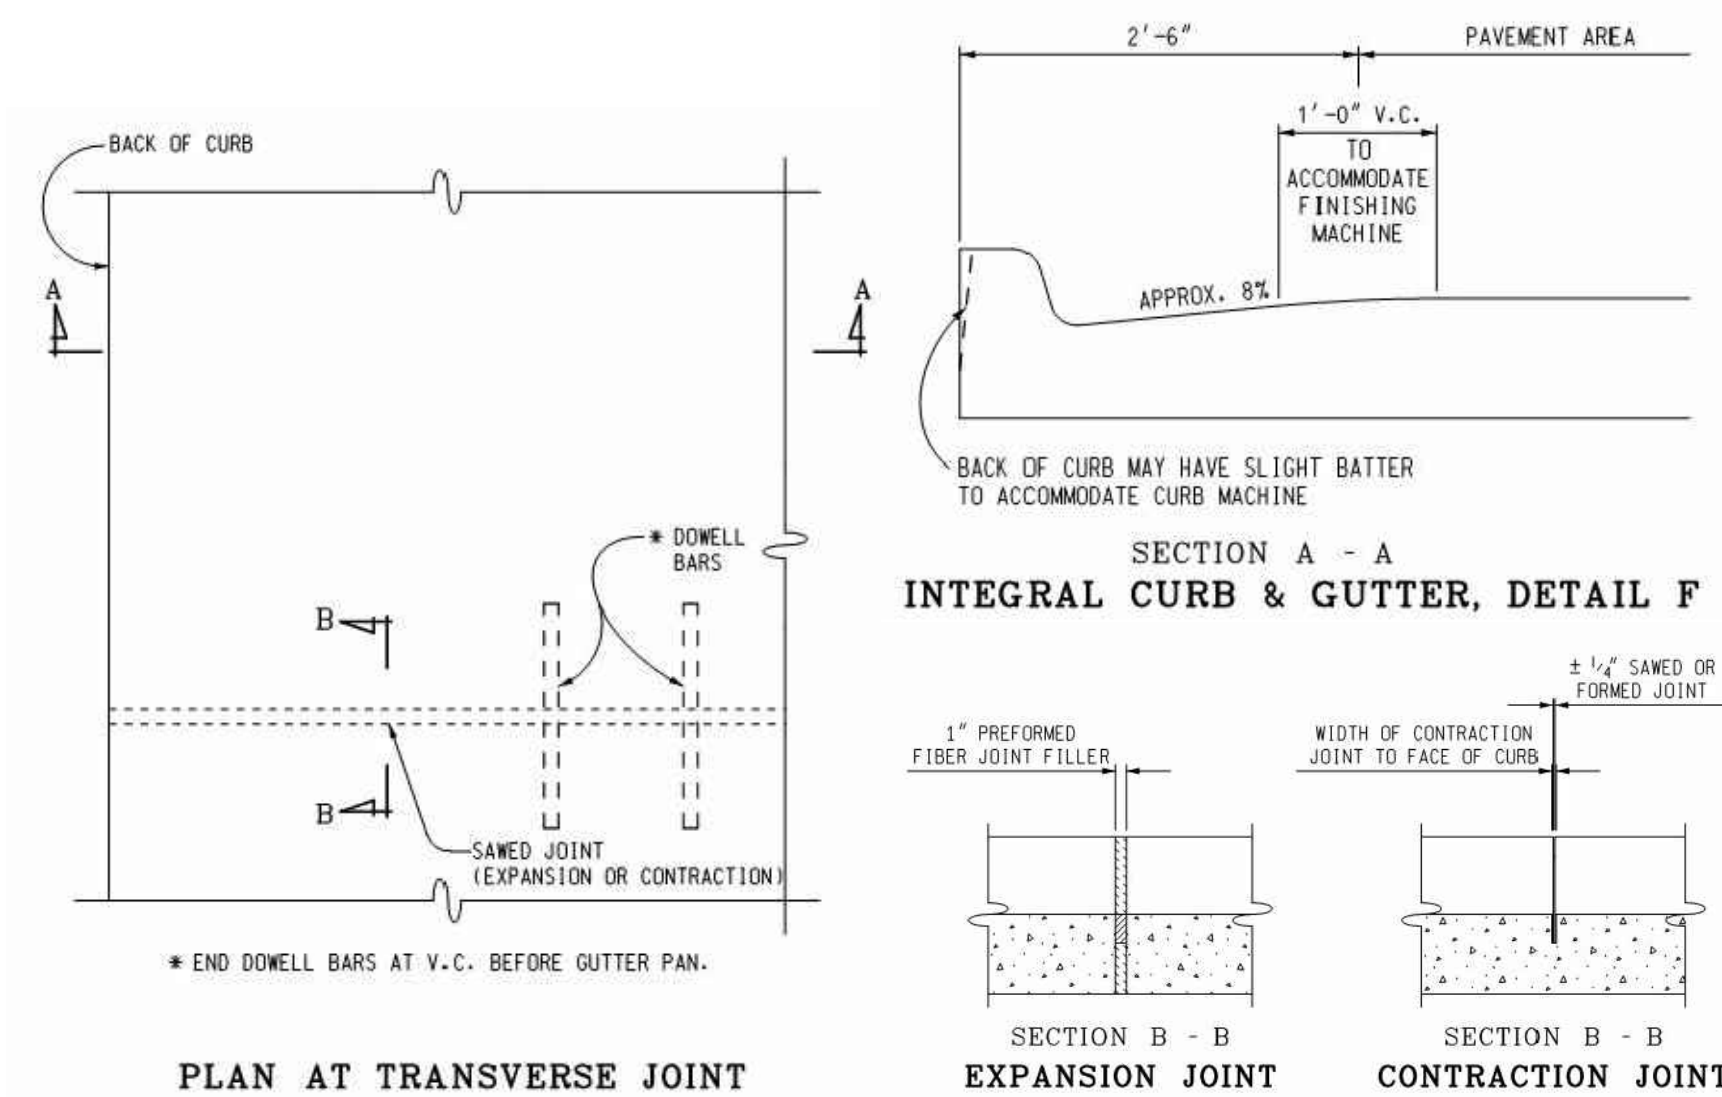 BACK OF CURB
A
A
* DOWELL
BARS
B
B
SAWED JOINT
(EXPANSION OR CONTRACTION)
* END DOWELL BARS AT V.C. BEFORE GUTTER PAN.
PLAN AT TRANSVERSE JOINT
2'-6"
PAVEMENT AREA
1'-0" V.C.
TO
ACCOMMODATE
FINISHING
MACHINE
APPROX. 8%
BACK OF CURB MAY HAVE SLIGHT BATTER
TO ACCOMMODATE CURB MACHINE
SECTION A - A
INTEGRAL CURB & GUTTER, DETAIL F
1" PREFORMED
FIBER JOINT FILLER
SECTION B - B
EXPANSION JOINT
± 1/4" SAWED OR
FORMED JOINT
WIDTH OF CONTRACTION
JOINT TO FACE OF CURB
SECTION B - B
CONTRACTION JOINT